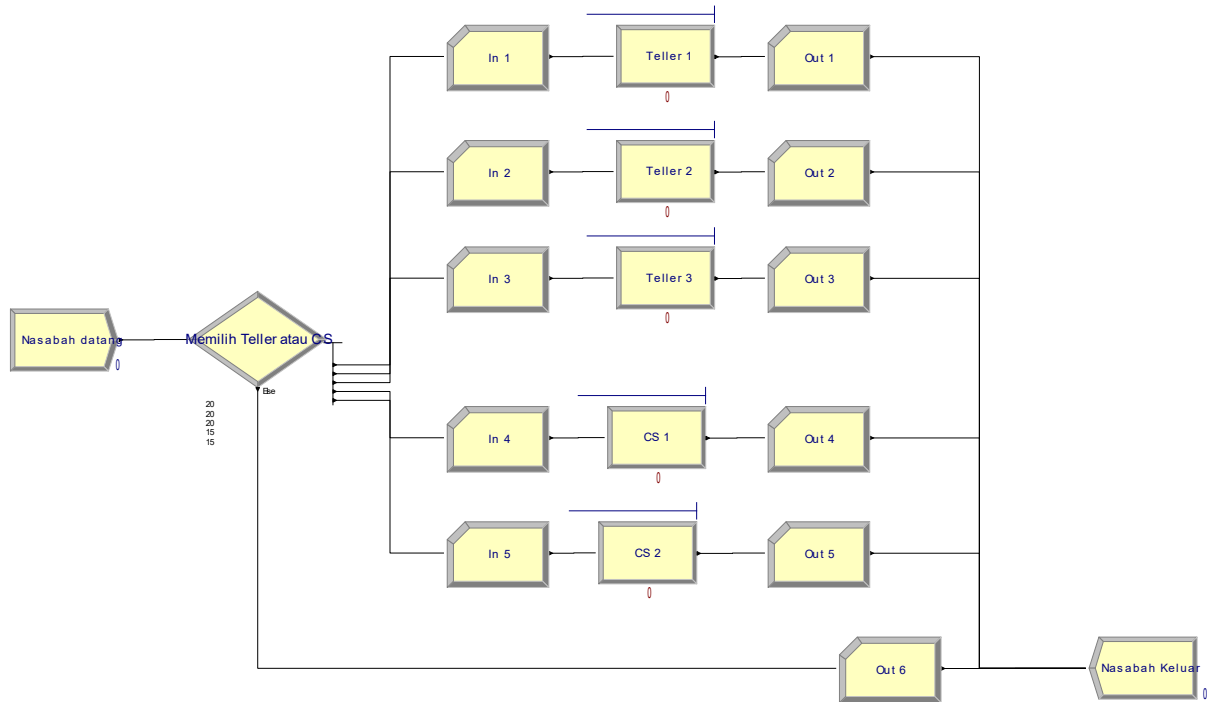 In 1
Teller 1
Out 1
0
In 2
Teller 2
Out 2
0
In 3
Teller 3
Out 3
0
Nasabah datang
0
Memilih Teller atau CS
Else
20
20
20
15
15
In 4
CS 1
Out 4
0
In 5
CS 2
Out 5
0
Out 6
Nasabah Keluar
0